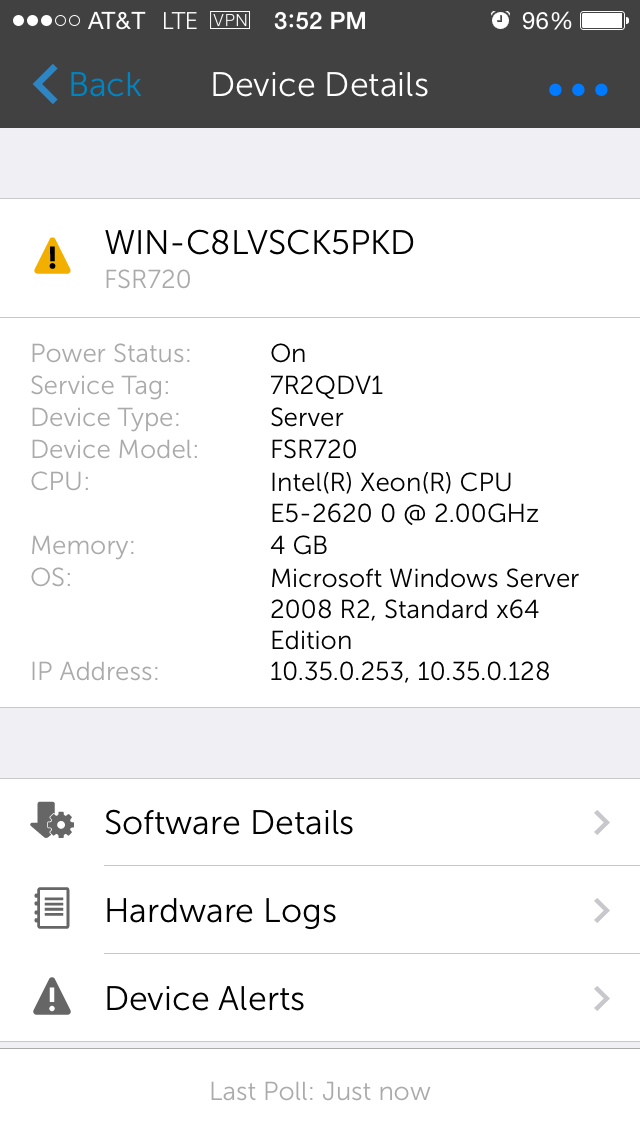 AT&T LTE VPN 3:52 PM 96%
Back Device Details
WIN-C8LVSCK5PKD
FSR720
Power Status: On
Service Tag: 7R2QDV1
Device Type: Server
Device Model: FSR720
CPU: Intel(R) Xeon(R) CPU
E5-2620 0 @ 2.00GHz
Memory: 4 GB
OS: Microsoft Windows Server
2008 R2, Standard x64
Edition
IP Address: 10.35.0.253, 10.35.0.128
Software Details
Hardware Logs
Device Alerts
Last Poll: Just now